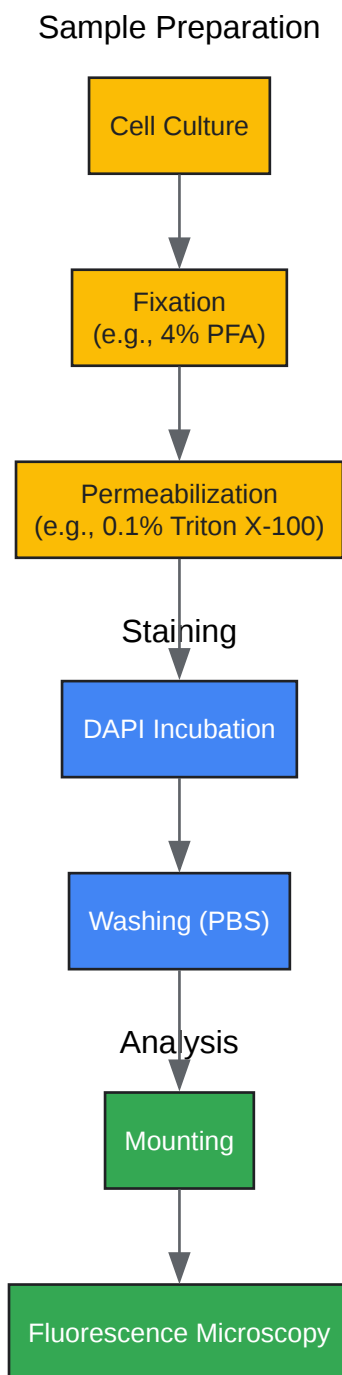 Sample Preparation
Cell Culture
Fixation
(e.g., 4% PFA)
Permeabilization
(e.g., 0.1% Triton X-100)
Staining
DAPI Incubation
Washing (PBS)
Analysis
Mounting
Fluorescence Microscopy